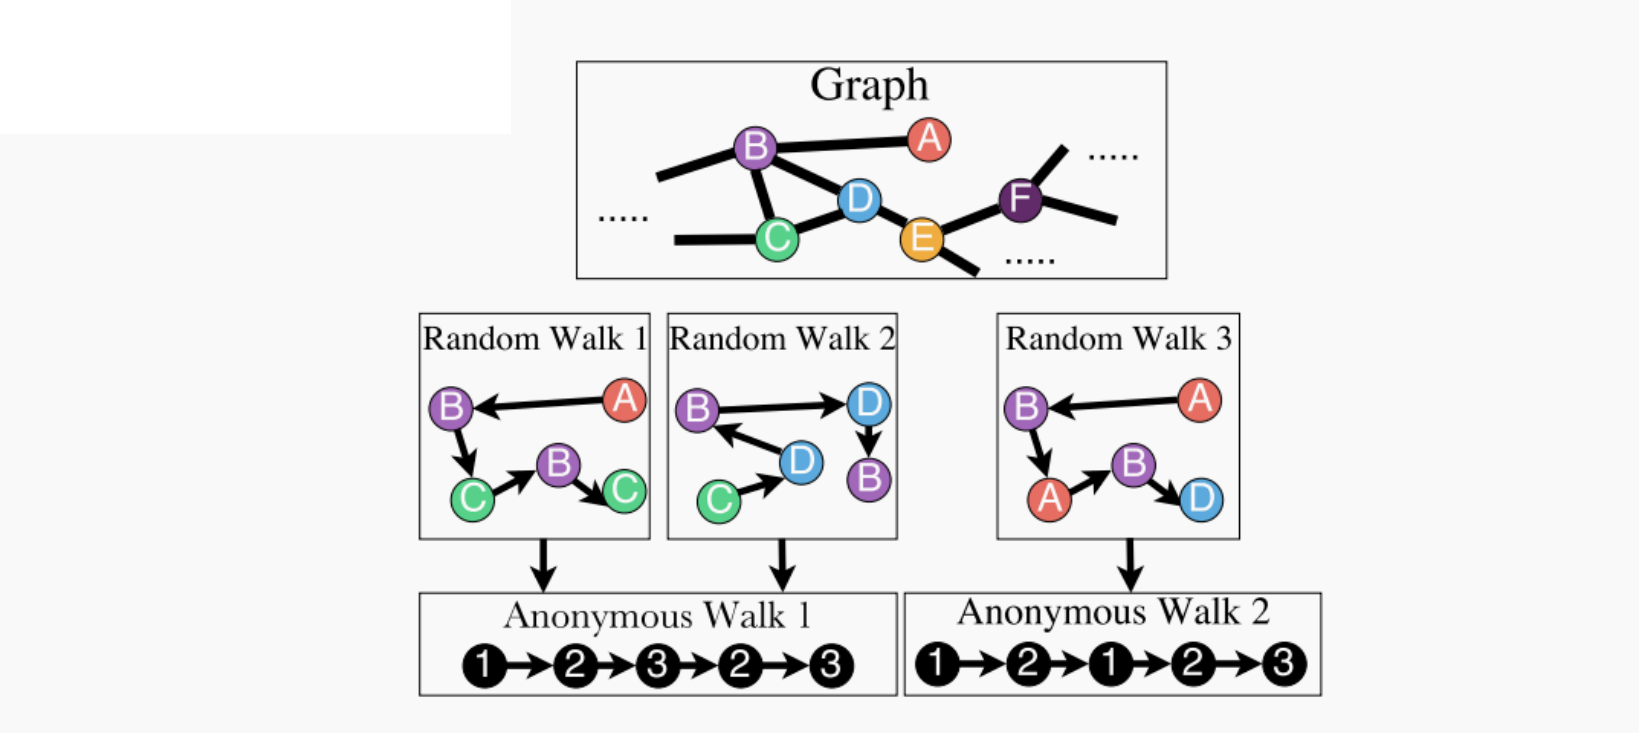 Graph
B A
..... D F .....
C E .....
Random Walk 1
B A
B
C C
Random Walk 2
B D
D B
C
Random Walk 3
B A
B
A D
Anonymous Walk 1
1 2 3 2 3
Anonymous Walk 2
1 2 1 2 3